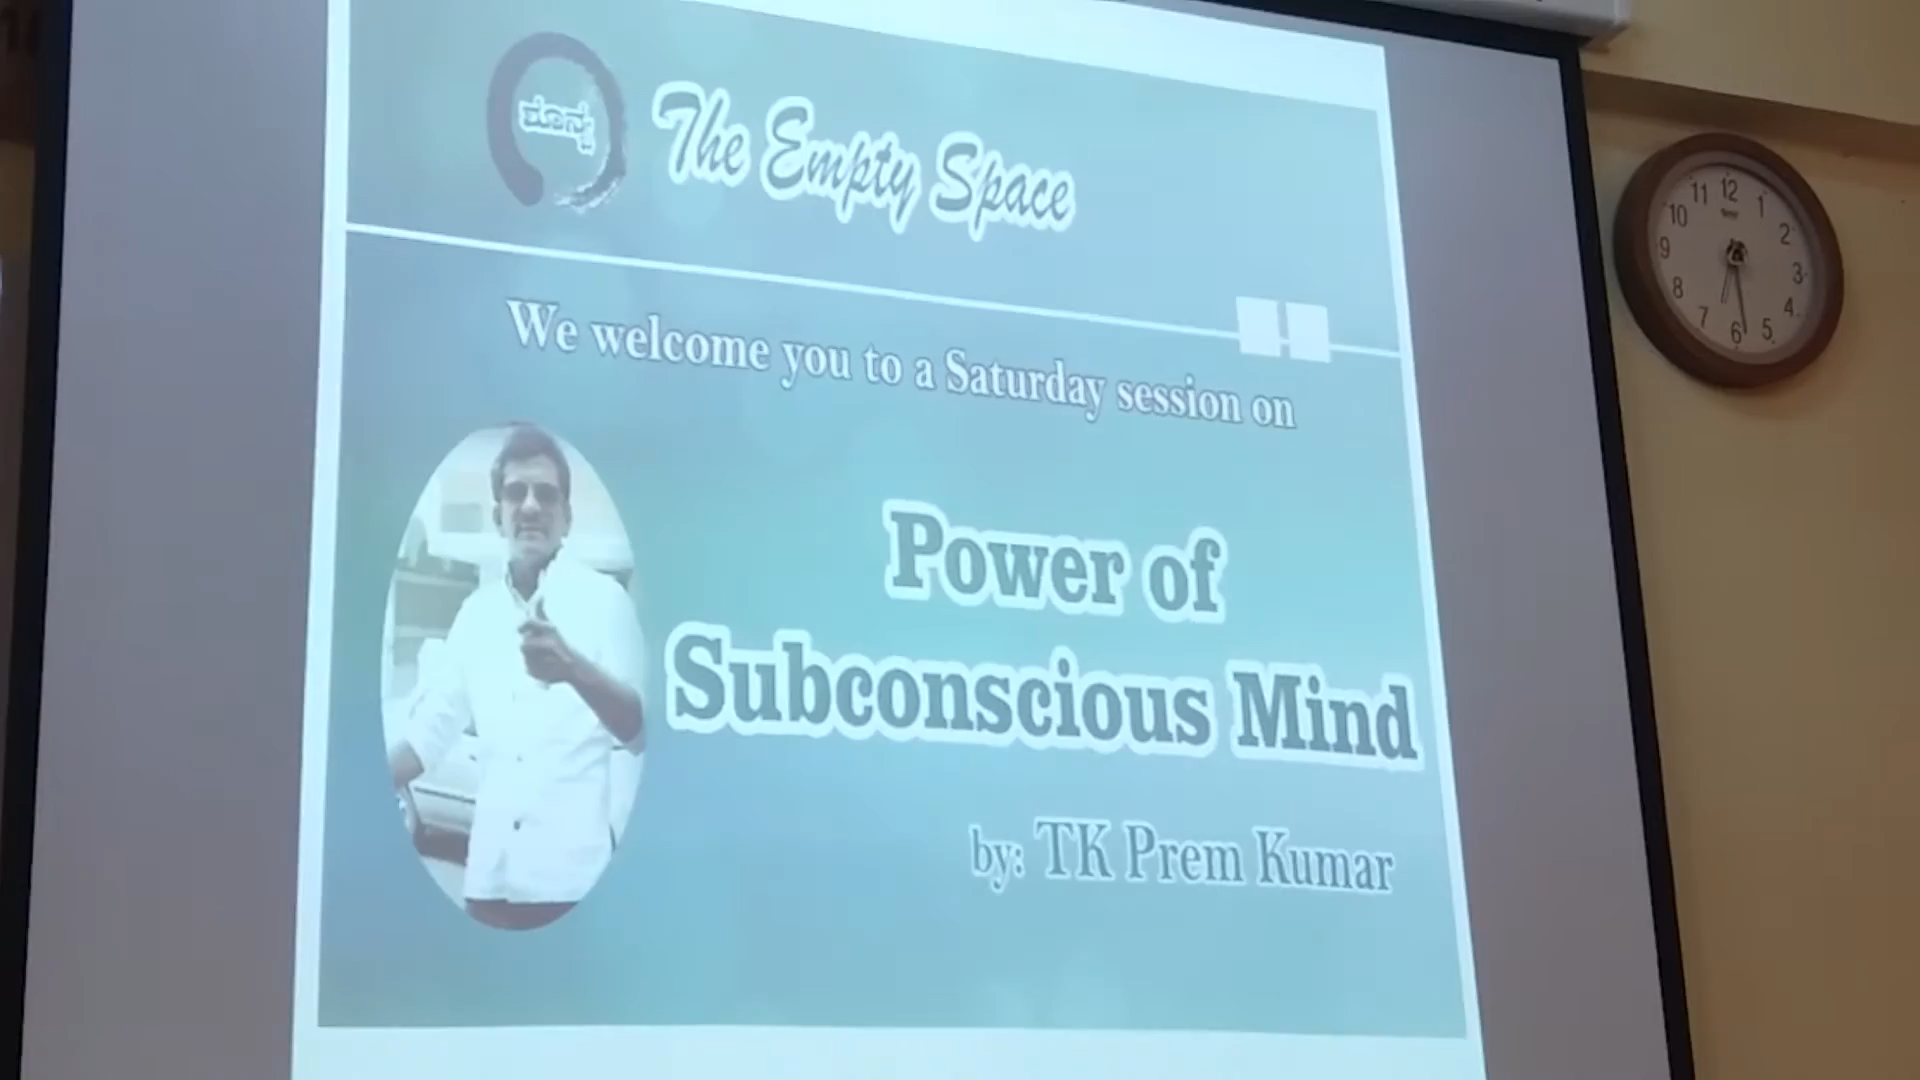 ಶೂನ್ಯ
The Empty Space
We welcome you to a Saturday session on
Power of
Subconscious Mind
by: TK Prem Kumar
12
1
2
3
4
5
6
7
8
9
10
11